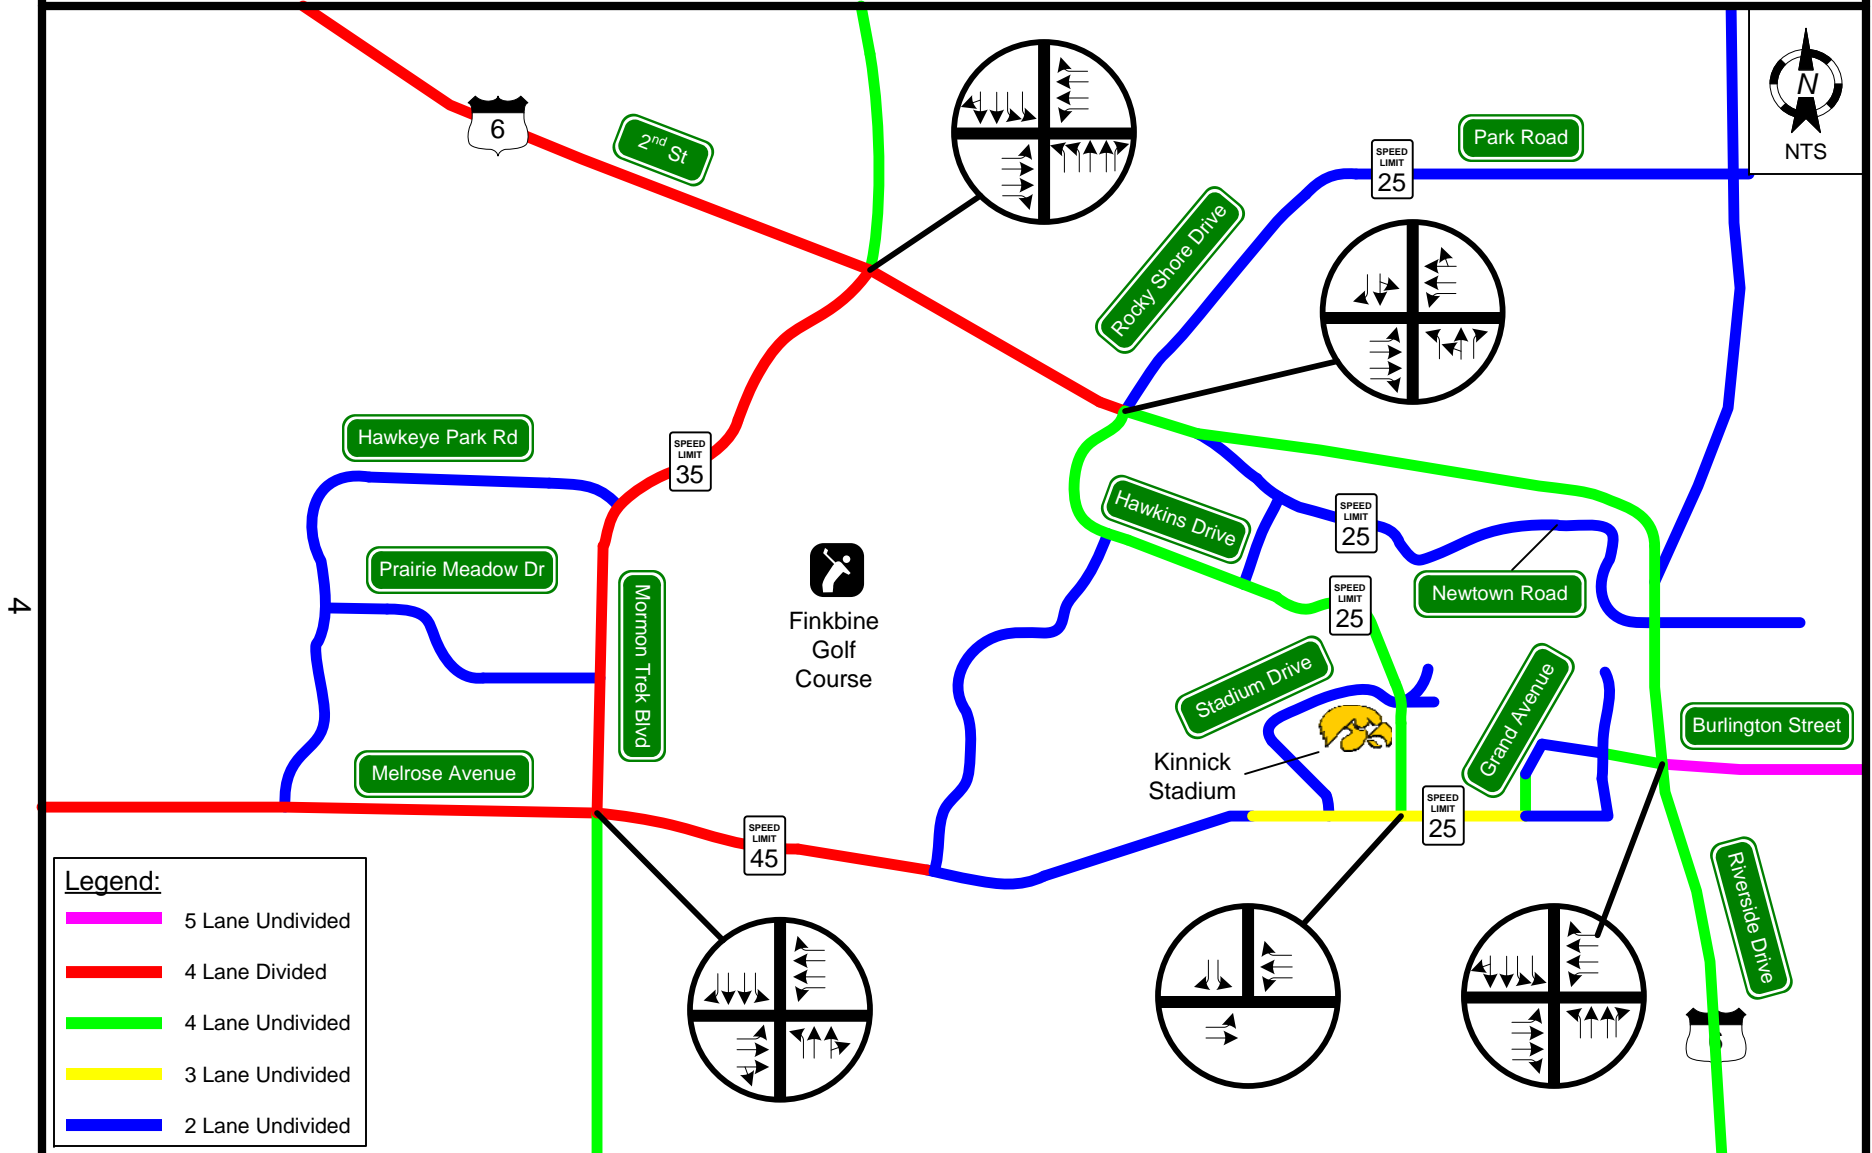 6
2nd St
SPEED
LIMIT
25
Park Road
N
NTS
Rocky Shore Drive
Hawkeye Park Rd
SPEED
LIMIT
35
Hawkins Drive
SPEED
LIMIT
25
Prairie Meadow Dr
Mormon Trek Blvd
Finkbine
Golf
Course
SPEED
LIMIT
25
Newtown Road
4
Stadium Drive
Grand Avenue
Burlington Street
Kinnick
Stadium
Melrose Avenue
SPEED
LIMIT
45
SPEED
LIMIT
25
Riverside Drive
6
Legend:
5 Lane Undivided
4 Lane Divided
4 Lane Undivided
3 Lane Undivided
2 Lane Undivided